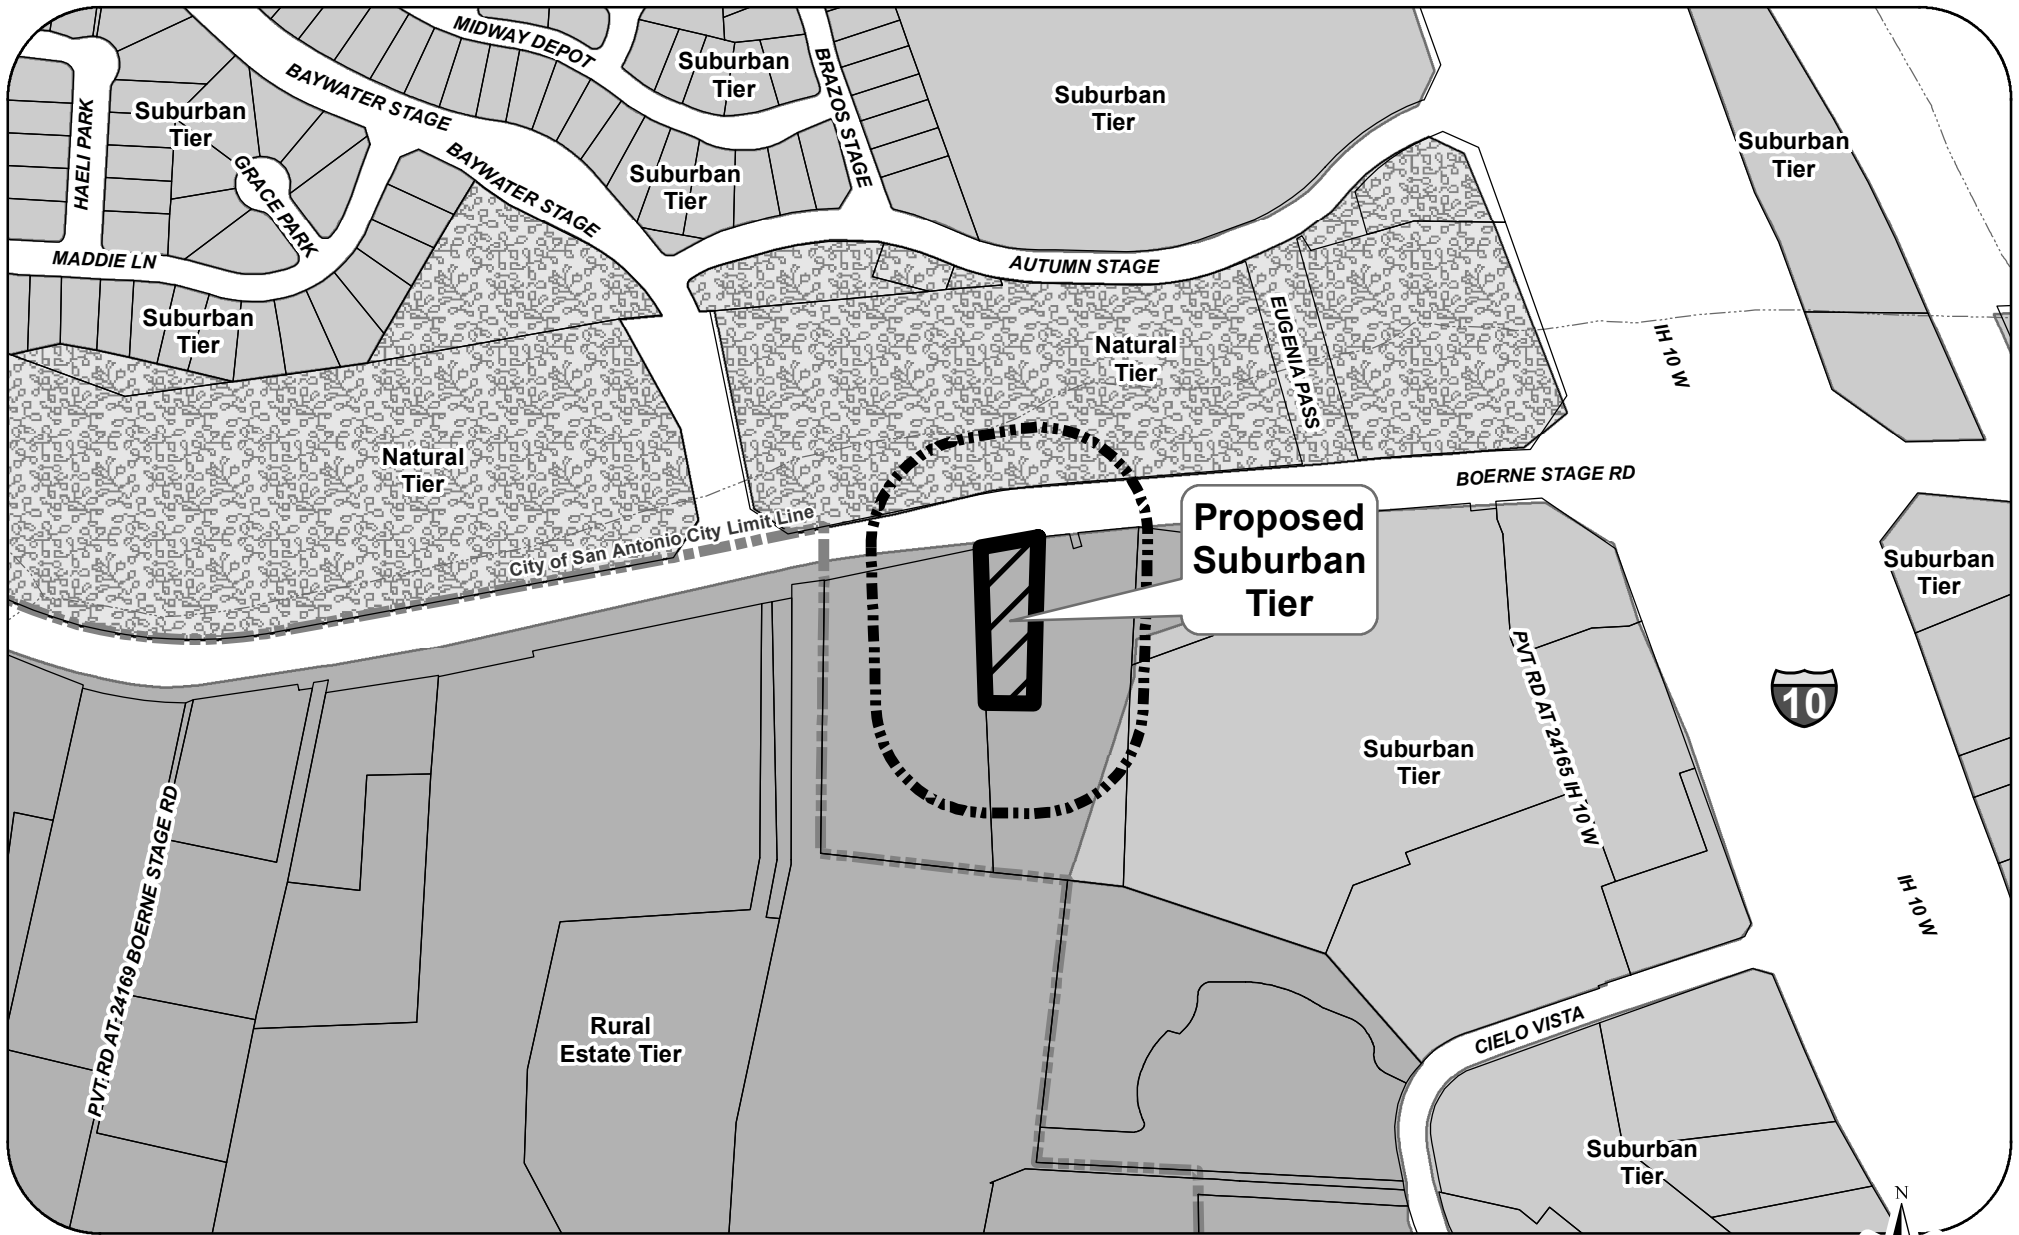 MIDWAY DEPOT
BAYWATER STAGE
Suburban
Tier
BRAZOS STAGE
Suburban
Tier
Suburban
Tier
HAELI PARK
Suburban
Tier
GRACE PARK
BAYWATER STAGE
Suburban
Tier
MADDIE LN
AUTUMN STAGE
Suburban
Tier
EUGENIA PASS
Natural
Tier
IH 10 W
Natural
Tier
BOERNE STAGE RD
City of San Antonio City Limit Line
Proposed
Suburban
Tier
Suburban
Tier
PVT RD AT 24165 IH 10 W
10
Suburban
Tier
PVT RD AT 24169 BOERNE STAGE RD
IH 10 W
Rural
Estate Tier
CIELO VISTA
Suburban
Tier
N